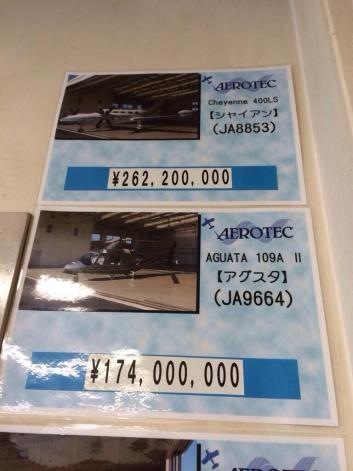 AEROTEC
Cheyenne 400LS
【シャイアン】
(JA8853)
¥262,200,000
AEROTEC
AGUATA 109A II
【アグスタ】
(JA9664)
¥174,000,000